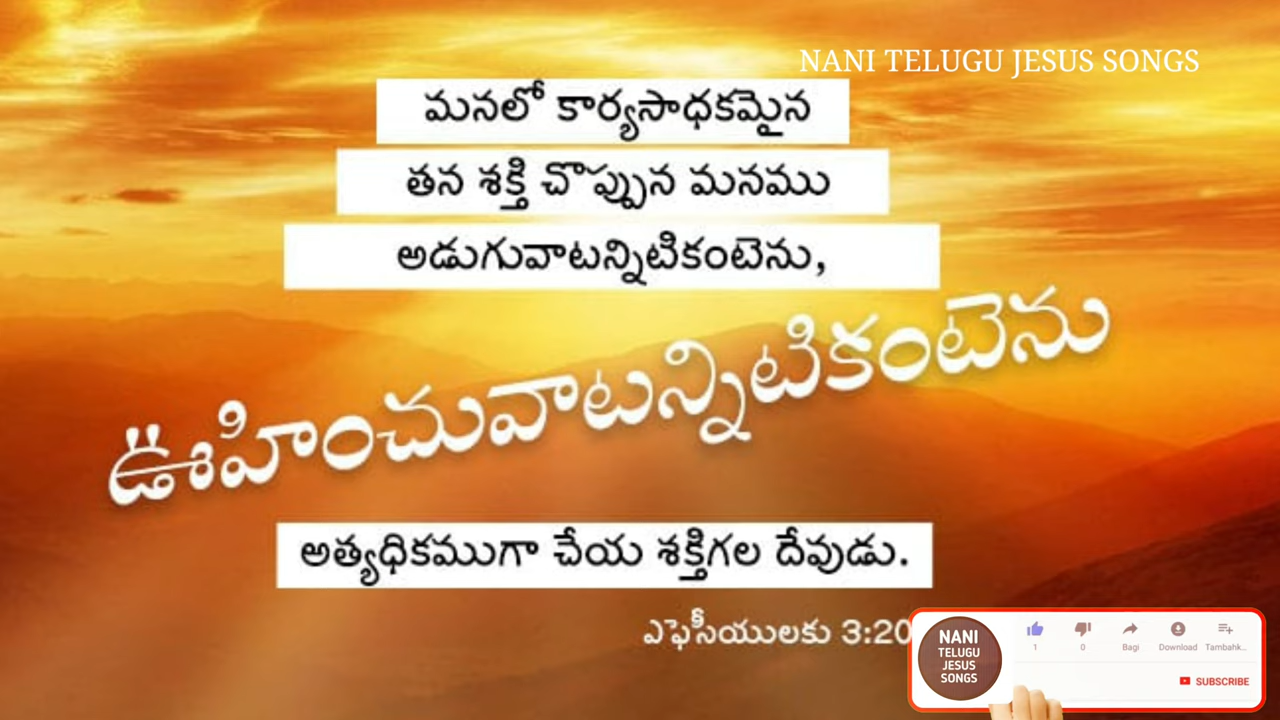 NANI TELUGU JESUS SONGS
మనలో కార్యసాధకమైన
తన శక్తి చొప్పున మనము
అడుగువాటన్నిటికంటెను,
ఊహించువాటన్నిటికంటెను
అత్యధికముగా చేయ శక్తిగల దేవుడు.
ఎఫెసీయులకు 3:20
NANI
TELUGU
JESUS
SONGS
1 0 Bagi Download Tambahk...
SUBSCRIBE